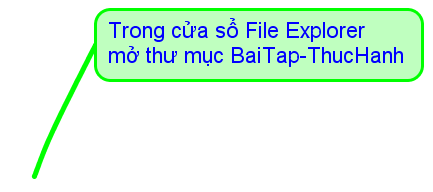 Trong cửa sổ File Explorer
mở thư mục BaiTap-ThucHanh